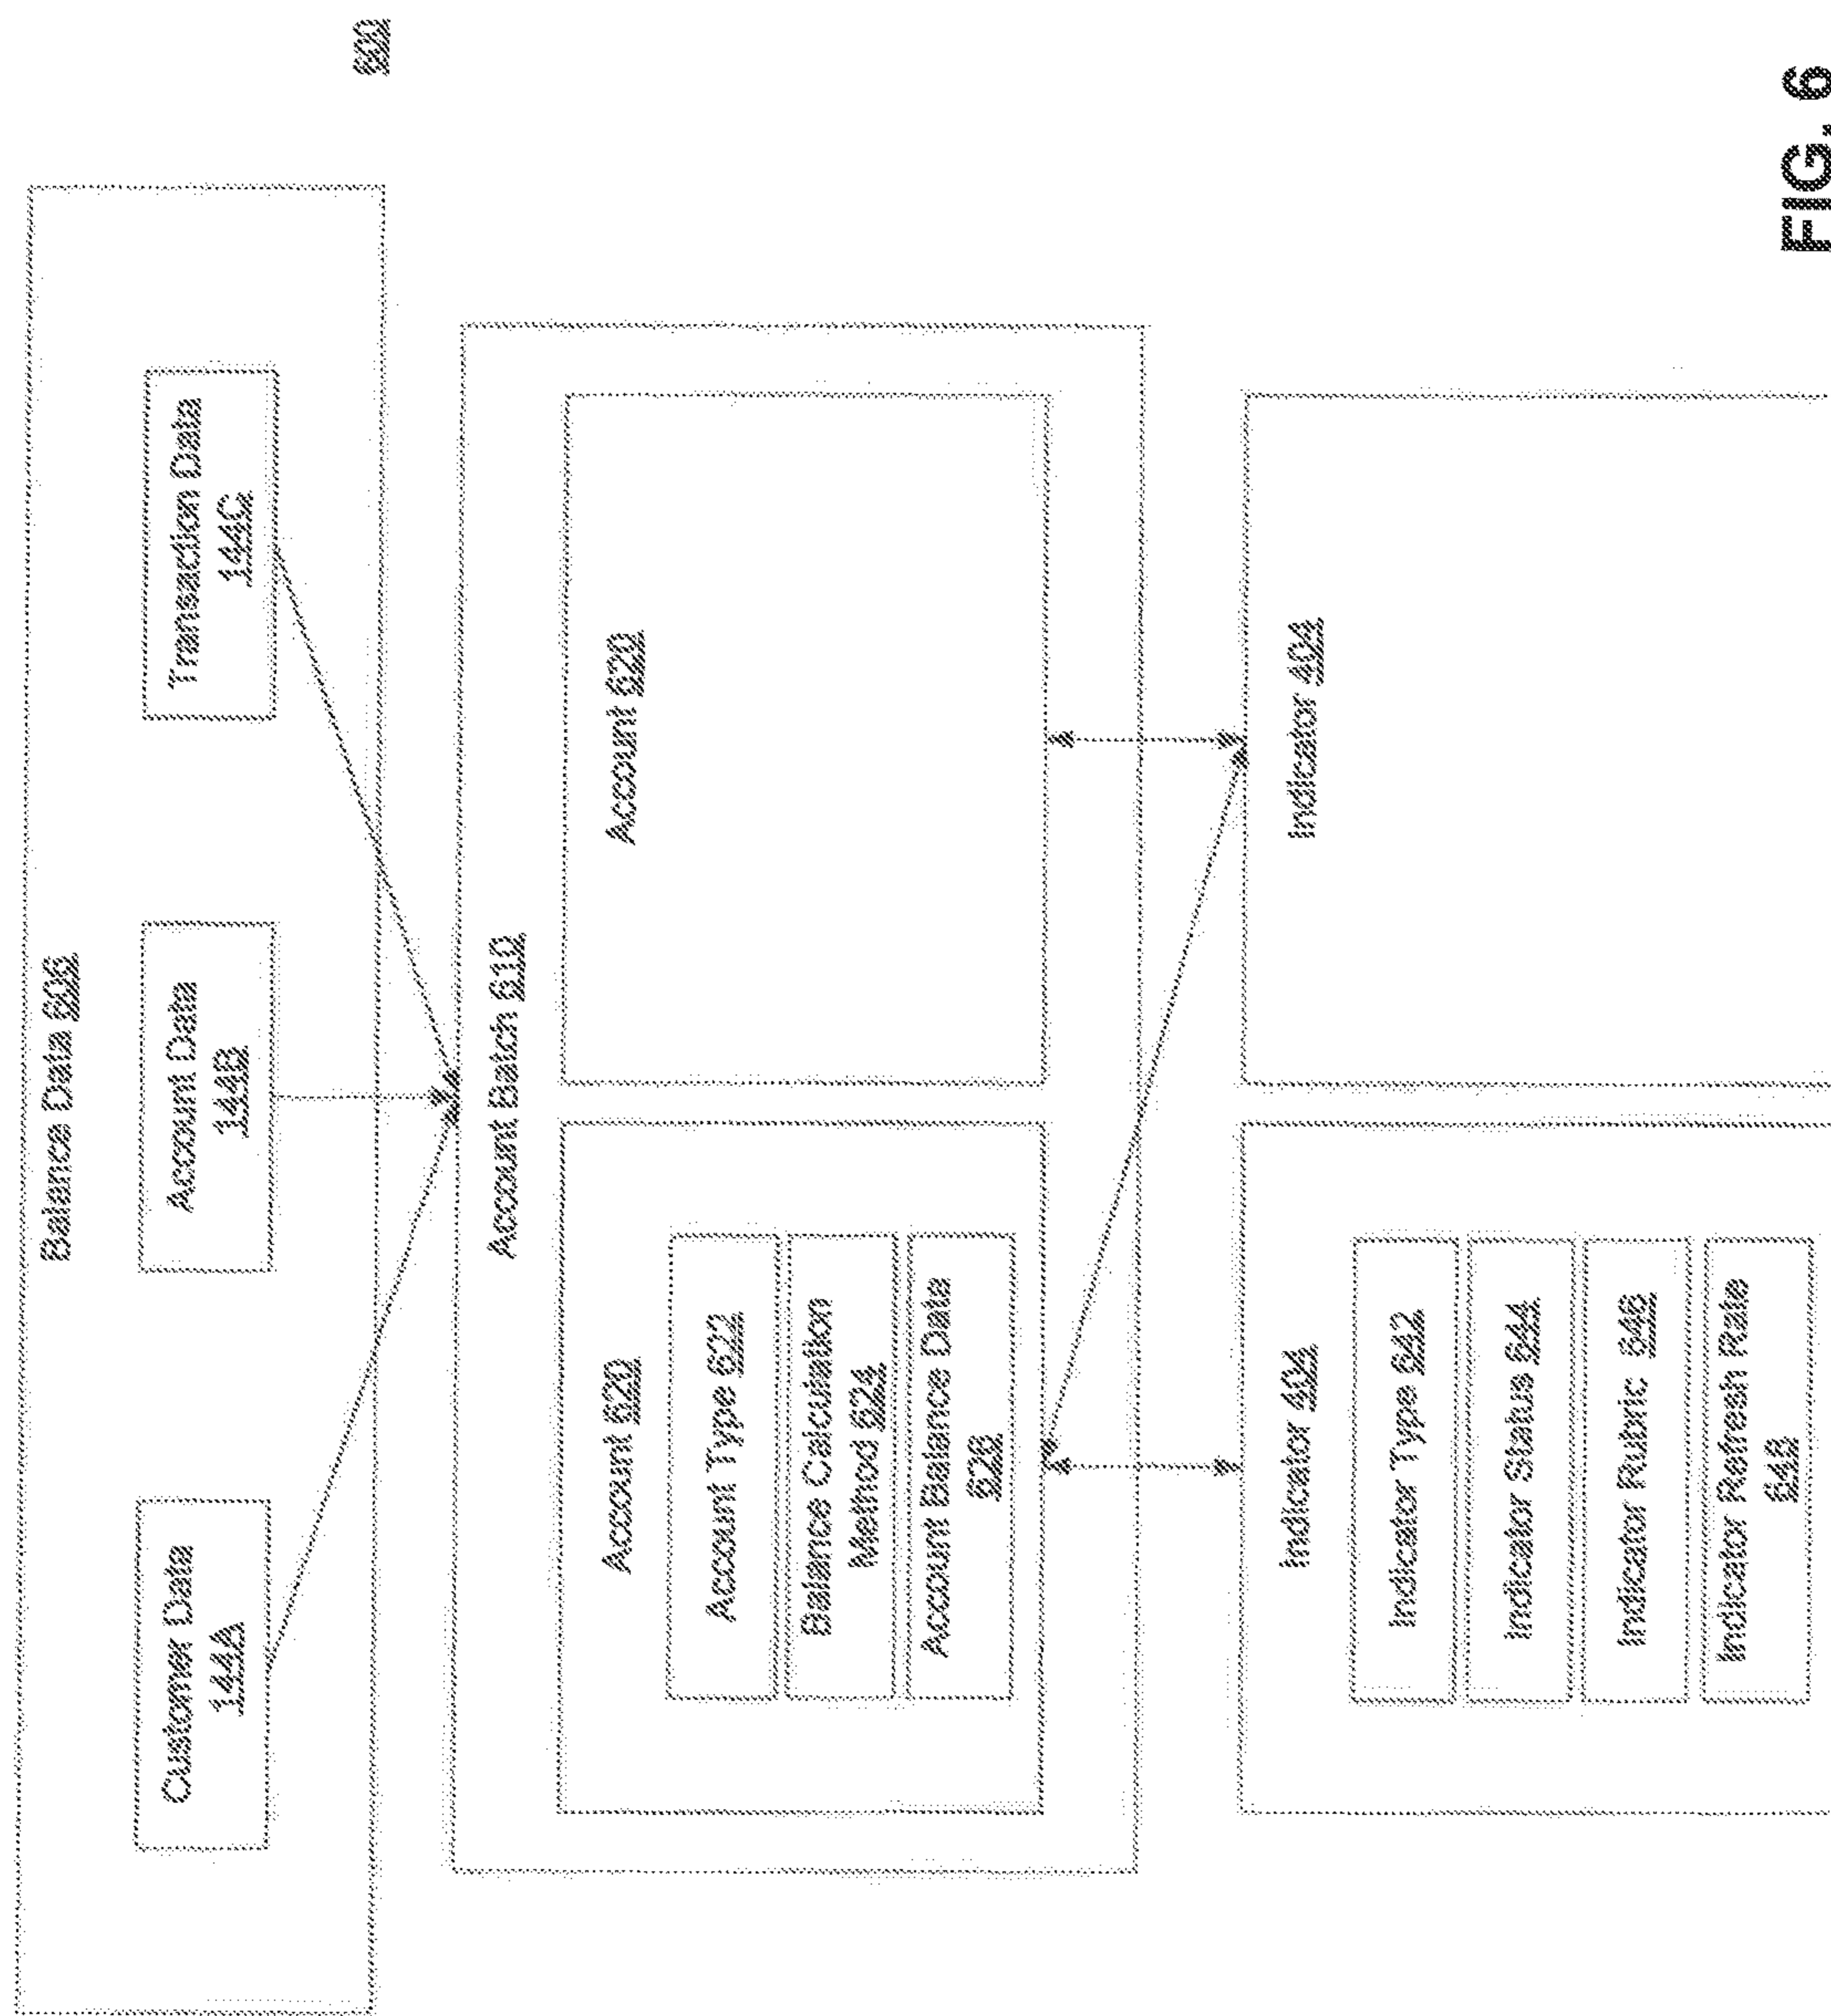 600
Balance Data 606
Customer Data
144A
Account Data
144B
Transaction Data
144C
Account Batch 610
Account 620
Account Type 622
Balance Calculation
Method 624
Account Balance Data
626
Account 620
Indicator 404
Indicator Type 642
Indicator Status 644
Indicator Rubric 646
Indicator Refresh Rate
648
Indicator 404
FIG. 6